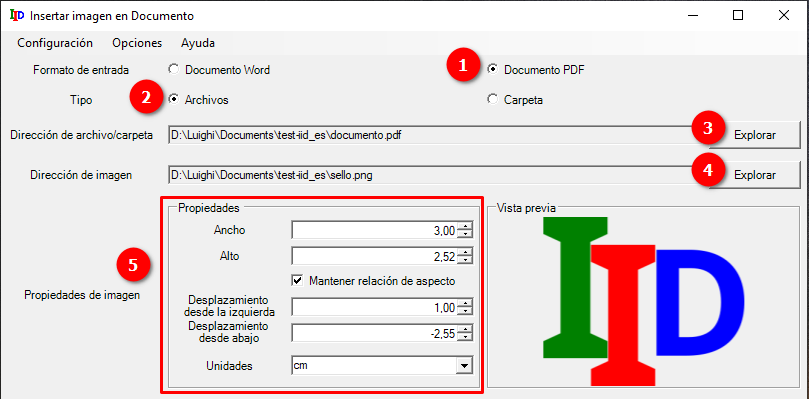 IID Insertar imagen en Documento
Configuración Opciones Ayuda
Formato de entrada Documento Word 1 Documento PDF
Tipo 2 Archivos Carpeta
Dirección de archivo/carpeta D:\Luighi\Documents\test-iid_es\documento.pdf 3 Explorar
Dirección de imagen D:\Luighi\Documents\test-iid_es\sello.png 4 Explorar
Propiedades Vista previa
Ancho 3,00
Alto 2,52
5 Mantener relación de aspecto
Propiedades de imagen
Desplazamiento
desde la izquierda 1,00
Desplazamiento
desde abajo -2,55
Unidades cm
IID